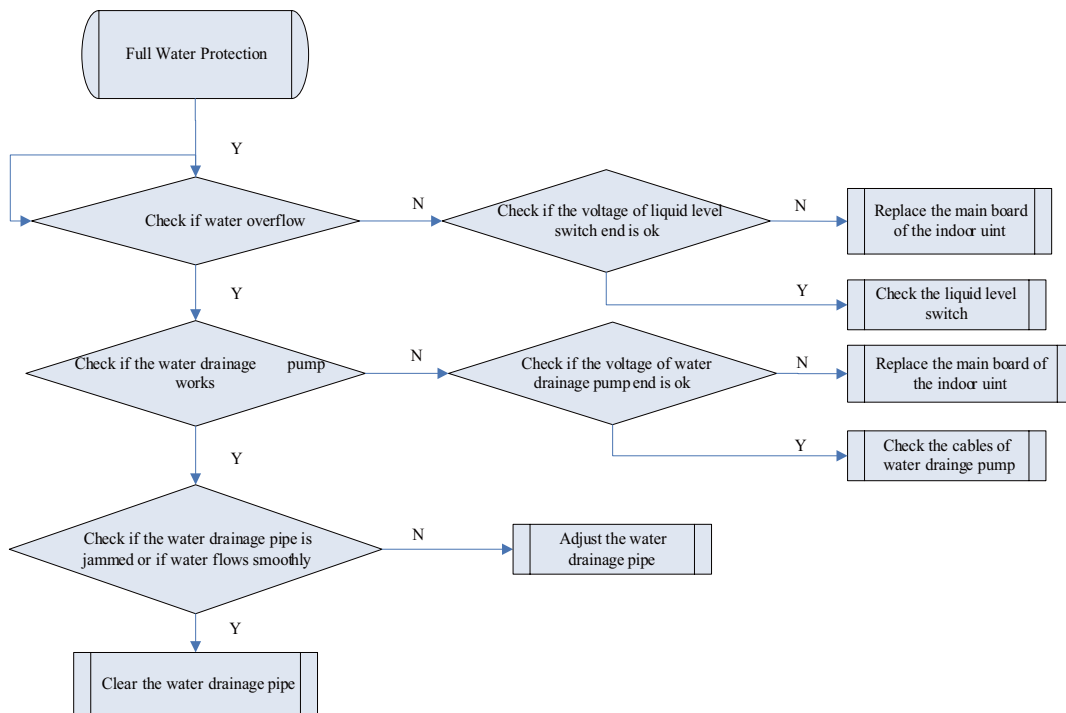 Full Water Protection
Y
Check if water overflow
N
Check if the voltage of liquid level
switch end is ok
N
Replace the main board
of the indoor uint
Y
Check the liquid level
switch
Y
Check if the water drainage pump
works
N
Check if the voltage of water
drainage pump end is ok
N
Replace the main board of
the indoor uint
Y
Check the cables of
water drainge pump
Y
Check if the water drainage pipe is
jammed or if water flows smoothly
N
Adjust the water
drainage pipe
Y
Clear the water drainage pipe